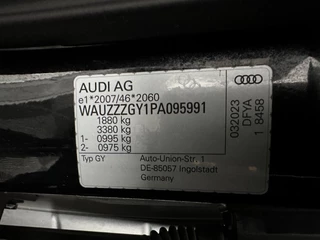 AUDI AG
e1*2007/46*2060
WAUZZZGY1PA095991
1880 kg
3380 kg
1- 0995 kg
2- 0975 kg
Typ GY
Auto-Union-Str. 1
DE-85057 Ingolstadt
Germany
032023
DFYA
1 8458